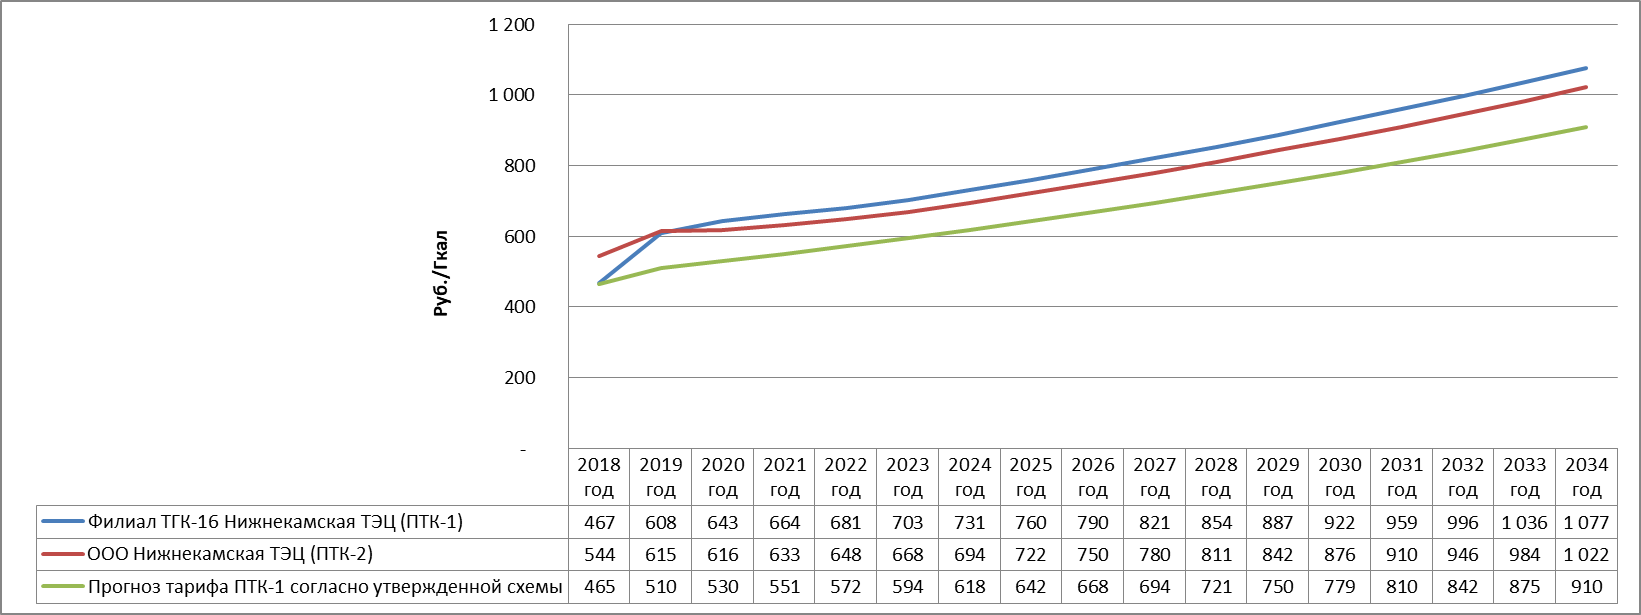 1 200
1 000
800
600
400
200
-
Руб./Гкал
2018 год 2019 год 2020 год 2021 год 2022 год 2023 год 2024 год 2025 год 2026 год 2027 год 2028 год 2029 год 2030 год 2031 год 2032 год 2033 год 2034 год
Филиал ТГК-16 Нижнекамская ТЭЦ (ПТК-1) 467 608 643 664 681 703 731 760 790 821 854 887 922 959 996 1 036 1 077
ООО Нижнекамская ТЭЦ (ПТК-2) 544 615 616 633 648 668 694 722 750 780 811 842 876 910 946 984 1 022
Прогноз тарифа ПТК-1 согласно утвержденной схемы 465 510 530 551 572 594 618 642 668 694 721 750 779 810 842 875 910